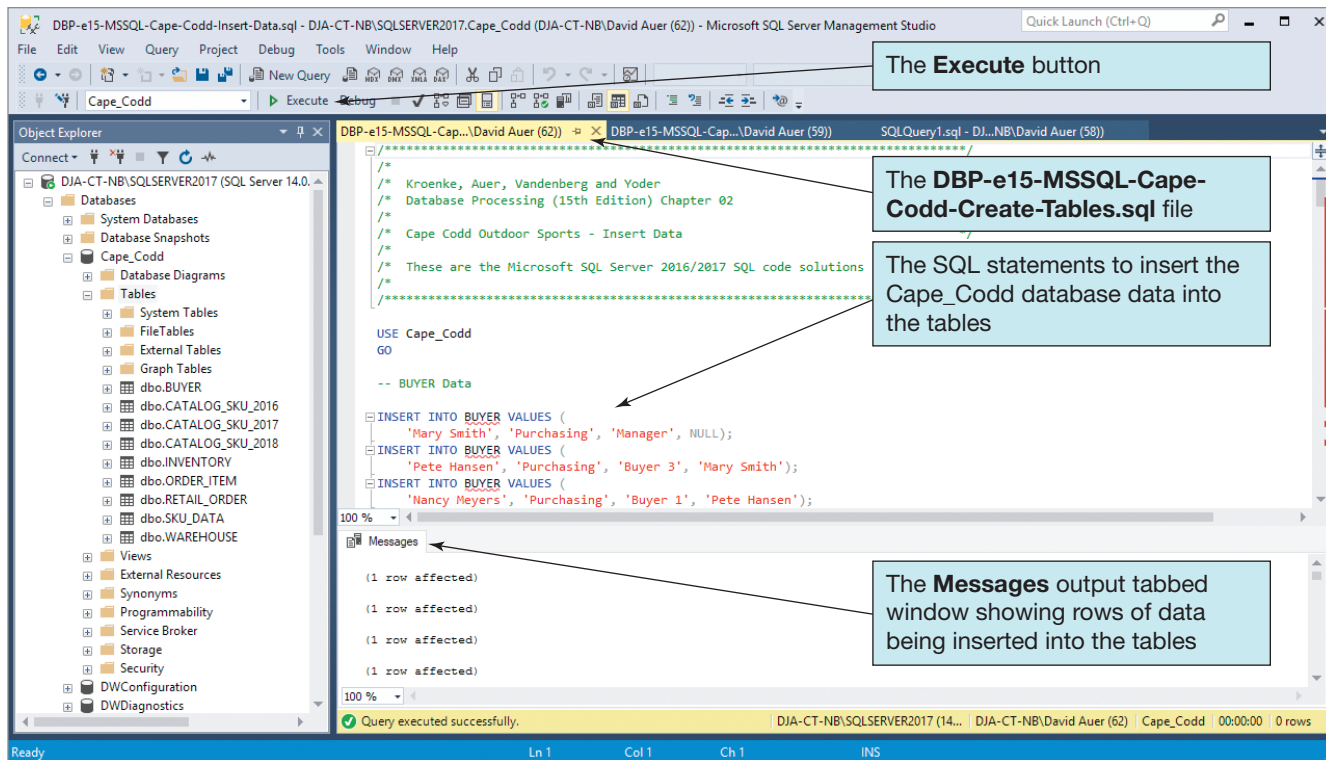 DBP-e15-MSSQL-Cape-Codd-Insert-Data.sql - DJA-CT-NB\SQLSERVER2017.Cape_Codd (DJA-CT-NB\David Auer (62)) - Microsoft SQL Server Management Studio
Quick Launch (Ctrl+Q)
File Edit View Query Project Debug Tools Window Help
New Query
MDX DMX XMLA DAX
The Execute button
Cape_Codd
Execute Debug
Object Explorer
Connect
DJA-CT-NB\SQLSERVER2017 (SQL Server 14.0.
Databases
System Databases
Database Snapshots
Cape_Codd
Database Diagrams
Tables
System Tables
FileTables
External Tables
Graph Tables
dbo.BUYER
dbo.CATALOG_SKU_2016
dbo.CATALOG_SKU_2017
dbo.CATALOG_SKU_2018
dbo.INVENTORY
dbo.ORDER_ITEM
dbo.RETAIL_ORDER
dbo.SKU_DATA
dbo.WAREHOUSE
Views
External Resources
Synonyms
Programmability
Service Broker
Storage
Security
DWConfiguration
DWDiagnostics
DBP-e15-MSSQL-Cap...\David Auer (62))
DBP-e15-MSSQL-Cap...\David Auer (59))
SQLQuery1.sql - DJ...NB\David Auer (58))
/*
/* Kroenke, Auer, Vandenberg and Yoder
/* Database Processing (15th Edition) Chapter 02
/*
/* Cape Codd Outdoor Sports - Insert Data */
/*
/* These are the Microsoft SQL Server 2016/2017 SQL code solutions
/*
USE Cape_Codd
GO
-- BUYER Data
INSERT INTO BUYER VALUES (
'Mary Smith', 'Purchasing', 'Manager', NULL);
INSERT INTO BUYER VALUES (
'Pete Hansen', 'Purchasing', 'Buyer 3', 'Mary Smith');
INSERT INTO BUYER VALUES (
'Nancy Meyers', 'Purchasing', 'Buyer 1', 'Pete Hansen');
100 %
The DBP-e15-MSSQL-Cape-
Codd-Create-Tables.sql file
The SQL statements to insert the
Cape_Codd database data into
the tables
Messages
(1 row affected)
(1 row affected)
(1 row affected)
(1 row affected)
100 %
The Messages output tabbed
window showing rows of data
being inserted into the tables
Query executed successfully.
DJA-CT-NB\SQLSERVER2017 (14... DJA-CT-NB\David Auer (62) Cape_Codd 00:00:00 0 rows
Ready Ln 1 Col 1 Ch 1 INS